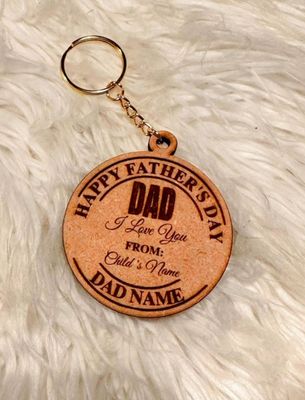 HAPPY FATHER'S DAY
DAD
I Love You
FROM:
Child's Name
DAD NAME